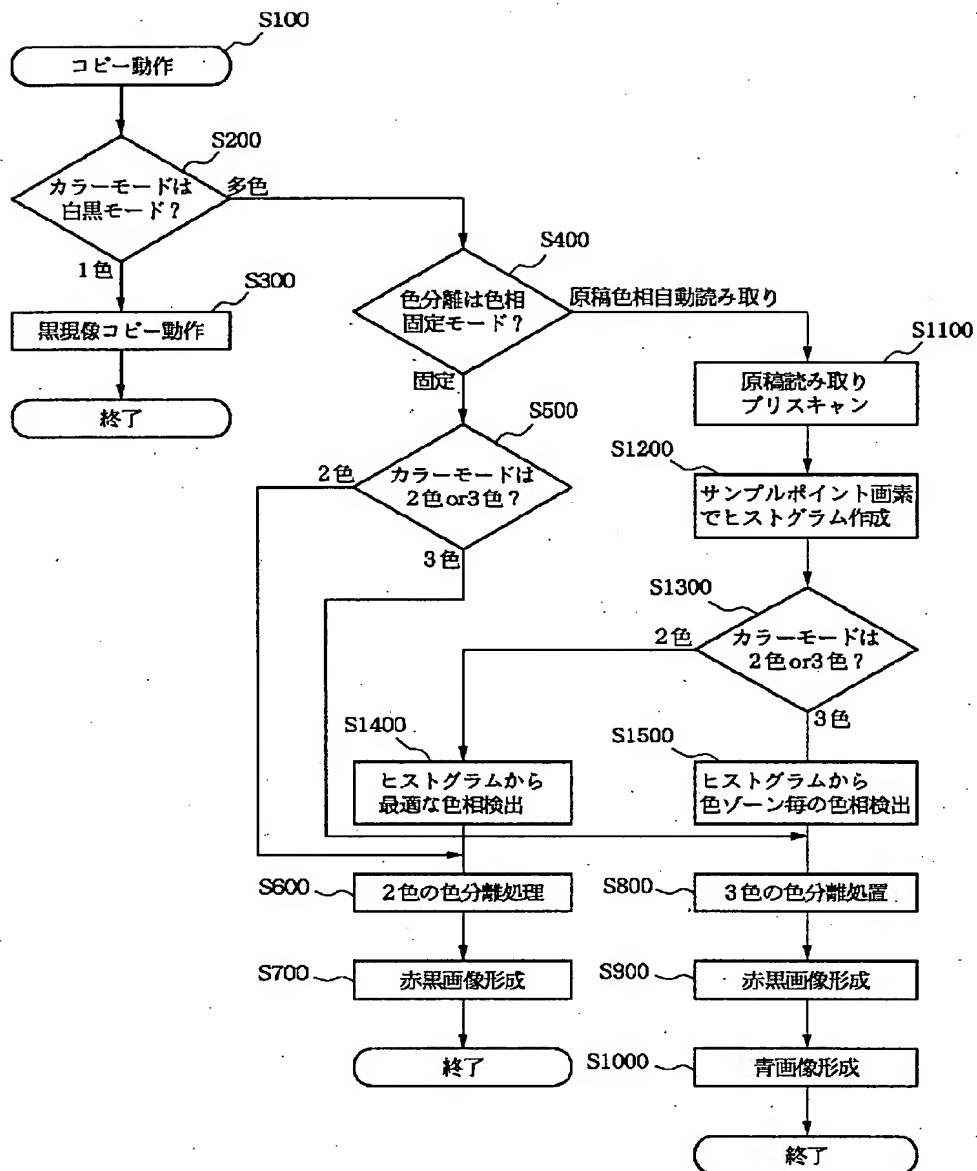 S100
コピー動作
S200
カラーモードは
白黒モード？
多色
1色
S300
黒現像コピー動作
終了
S400
色分離は色相
固定モード？
原稿色相自動読み取り
固定
S500
カラーモードは
2色or3色？
2色
3色
S1100
原稿読み取り
プリスキャン
S1200
サンプルポイント画素
でヒストグラム作成
S1300
カラーモードは
2色or3色？
2色
3色
S1400
ヒストグラムから
最適な色相検出
S1500
ヒストグラムから
色ゾーン毎の色相検出
S600
2色の色分離処理
S700
赤黒画像形成
終了
S800
3色の色分離処置
S900
赤黒画像形成
S1000
青画像形成
終了